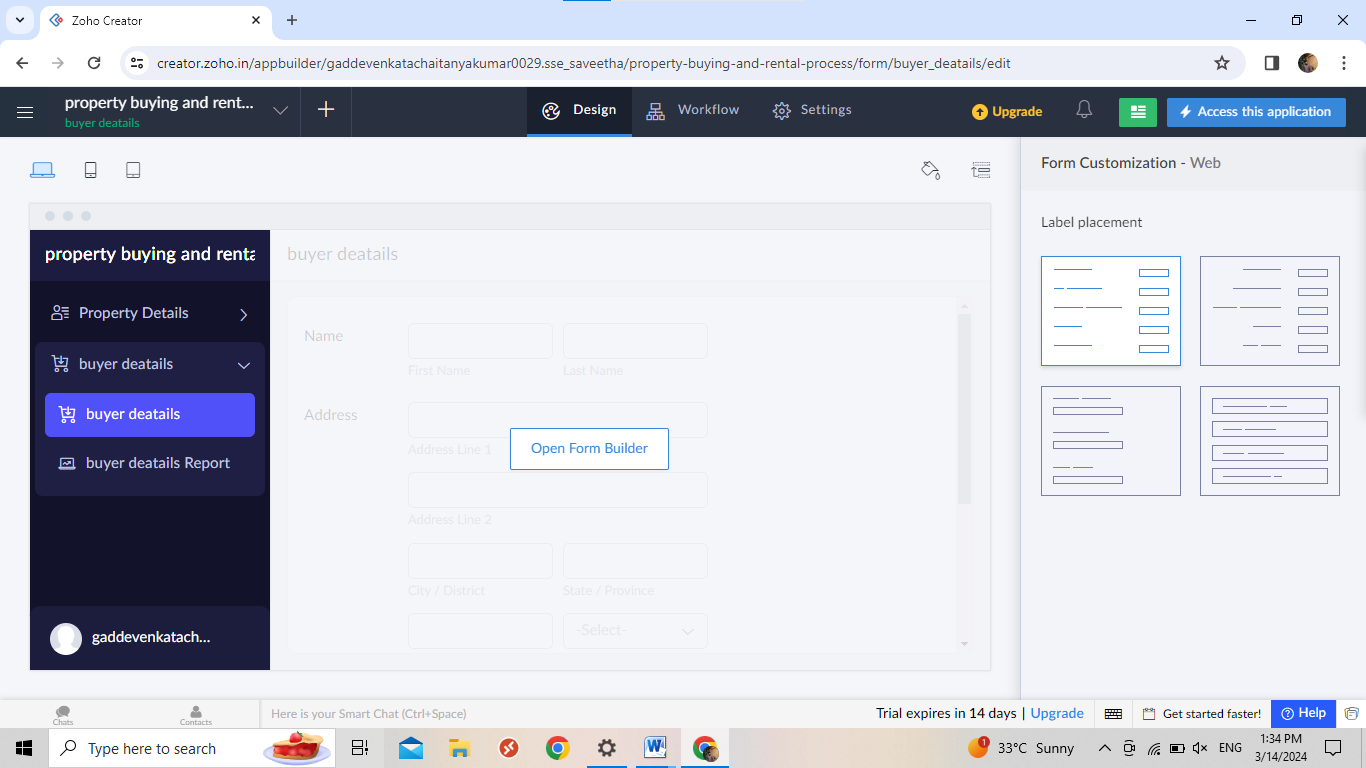 Zoho Creator
creator.zoho.in/appbuilder/gaddevenkatachaitanyakumar0029.sse_saveetha/property-buying-and-rental-process/form/buyer_deatails/edit
property buying and rent...
buyer deatails
Design
Workflow
Settings
Upgrade
Access this application
Form Customization - Web
Label placement
property buying and renta
Property Details
buyer deatails
buyer deatails
buyer deatails Report
gaddevenkatach...
buyer deatails
Name
First Name
Last Name
Address
Address Line 1
Open Form Builder
Address Line 2
City / District
State / Province
-Select-
Chats
Contacts
Here is your Smart Chat (Ctrl+Space)
Trial expires in 14 days | Upgrade
Get started faster!
Help
Type here to search
1
33°C Sunny
ENG
1:34 PM
3/14/2024